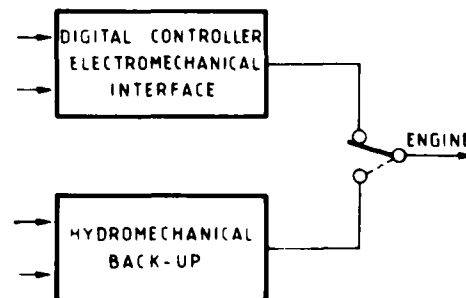 DIGITAL CONTROLLER
ELECTROMECHANICAL
INTERFACE
ENGINE
HYDROMECHANICAL
BACK-UP